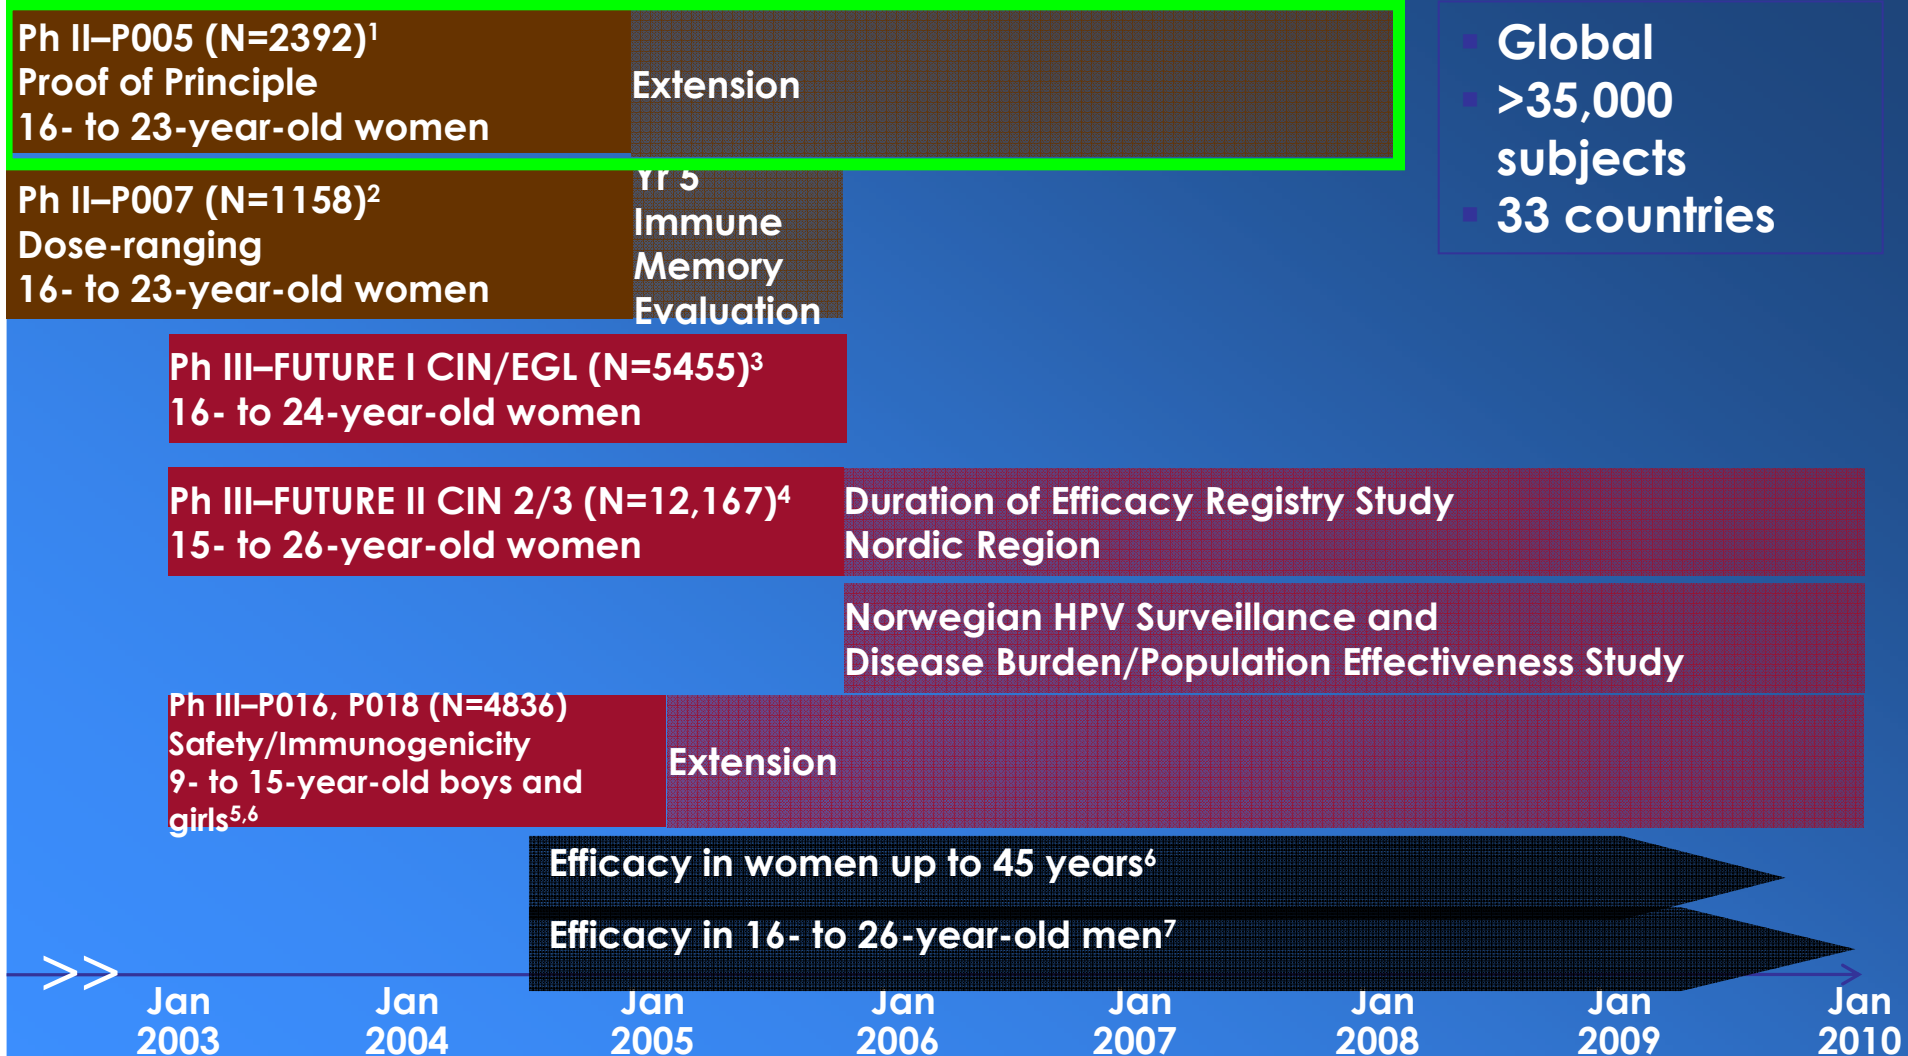 Ph II–P005 (N=2392)¹
Proof of Principle
16- to 23-year-old women
Extension
Global
>35,000
subjects
33 countries
Ph II–P007 (N=1158)²
Dose-ranging
16- to 23-year-old women
Yr 5
Immune
Memory
Evaluation
Ph III–FUTURE I CIN/EGL (N=5455)³
16- to 24-year-old women
Ph III–FUTURE II CIN 2/3 (N=12,167)⁴
15- to 26-year-old women
Duration of Efficacy Registry Study
Nordic Region
Norwegian HPV Surveillance and
Disease Burden/Population Effectiveness Study
Ph III–P016, P018 (N=4836)
Safety/Immunogenicity
9- to 15-year-old boys and
girls⁵,⁶
Extension
Efficacy in women up to 45 years⁶
Efficacy in 16- to 26-year-old men⁷
>>
Jan
2003
Jan
2004
Jan
2005
Jan
2006
Jan
2007
Jan
2008
Jan
2009
Jan
2010